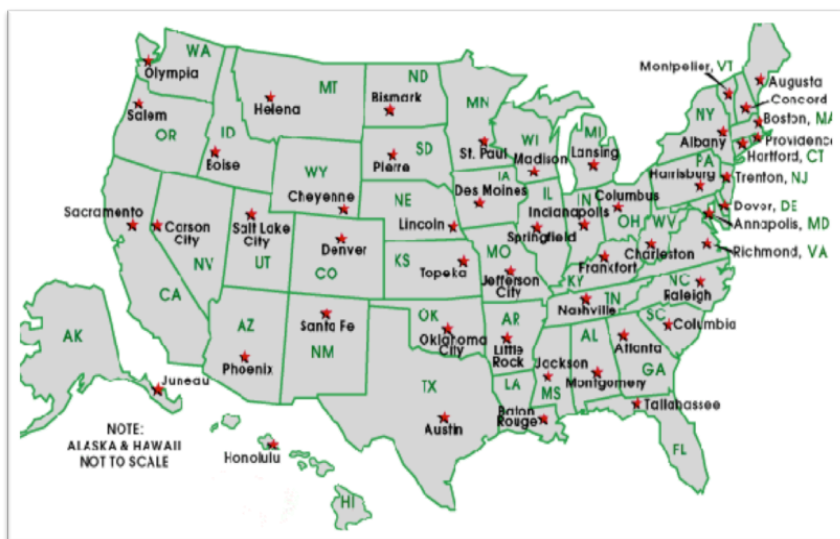 WA
Olympia
MT
ND
Helena
Bismark
MN
Montpelier, VT
Augusta
Concord
Salem
OR
ID
Boise
SD
Pierre
St. Paul
WI
Madison
MI
Lansing
NY
Albany
Boston, MA
Providence
Hartford, CT
WY
Cheyenne
NE
Lincoln
IA
Des Moines
PA
Harrisburg
Trenton, NJ
Sacramento
Carson
City
Salt Lake
City
Denver
IL
Springfield
IN
Indianapolis
Columbus
OH
WV
Charleston
Dover, DE
Annapolis, MD
Richmond, VA
NV
UT
CO
KS
Topeka
MO
Jefferson
City
KY
Frankfort
CA
AZ
Phoenix
Santa Fe
NM
OK
Oklahoma
City
AR
Little
Rock
Nashville
TN
NC
Raleigh
SC
Columbia
AK
Juneau
TX
Austin
LA
Baton
Rouge
Jackson
MS
AL
Montgomery
Atlanta
GA
Tallahassee
FL
NOTE:
ALASKA & HAWAII
NOT TO SCALE
Honolulu
HI